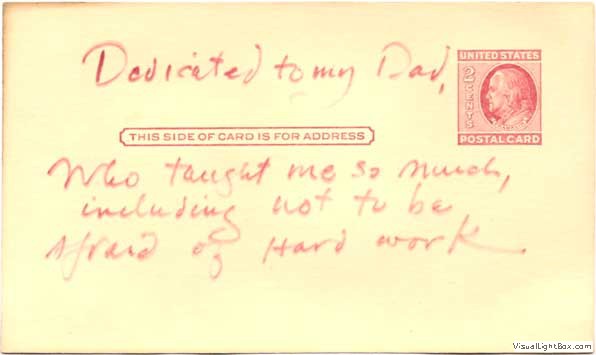 Dedicated to my Dad,
UNITED STATES
2 CENTS
POSTAL CARD
THIS SIDE OF CARD IS FOR ADDRESS
Who taught me so much,
including not to be
Afraid of Hard work
VisualLightBox.com